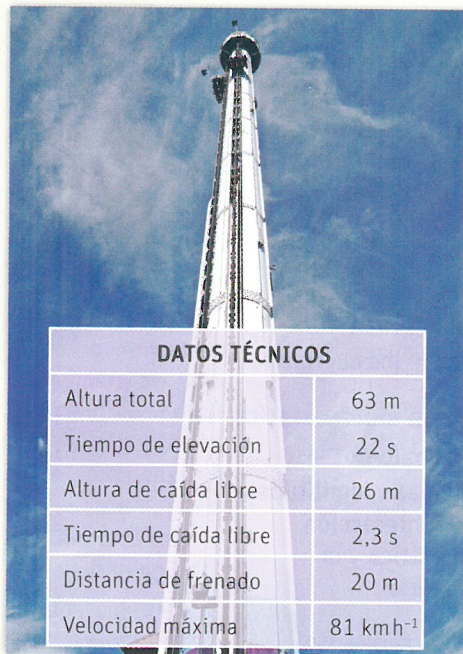 DATOS TÉCNICOS
Altura total 63 m
Tiempo de elevación 22 s
Altura de caída libre 26 m
Tiempo de caída libre 2,3 s
Distancia de frenado 20 m
Velocidad máxima 81 km h⁻¹